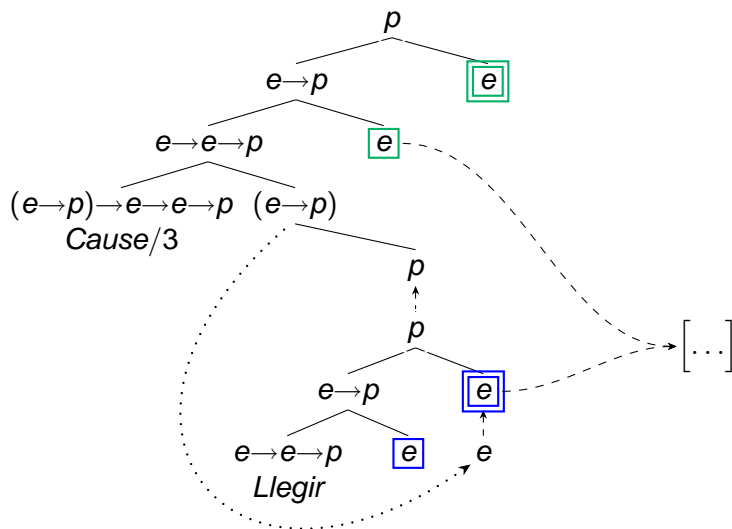 p
e→p e
e→e→p e
(e→p)→e→e→p (e→p)
Cause/3
p
p
[...]
e→p e
e→e→p e e
Llegir